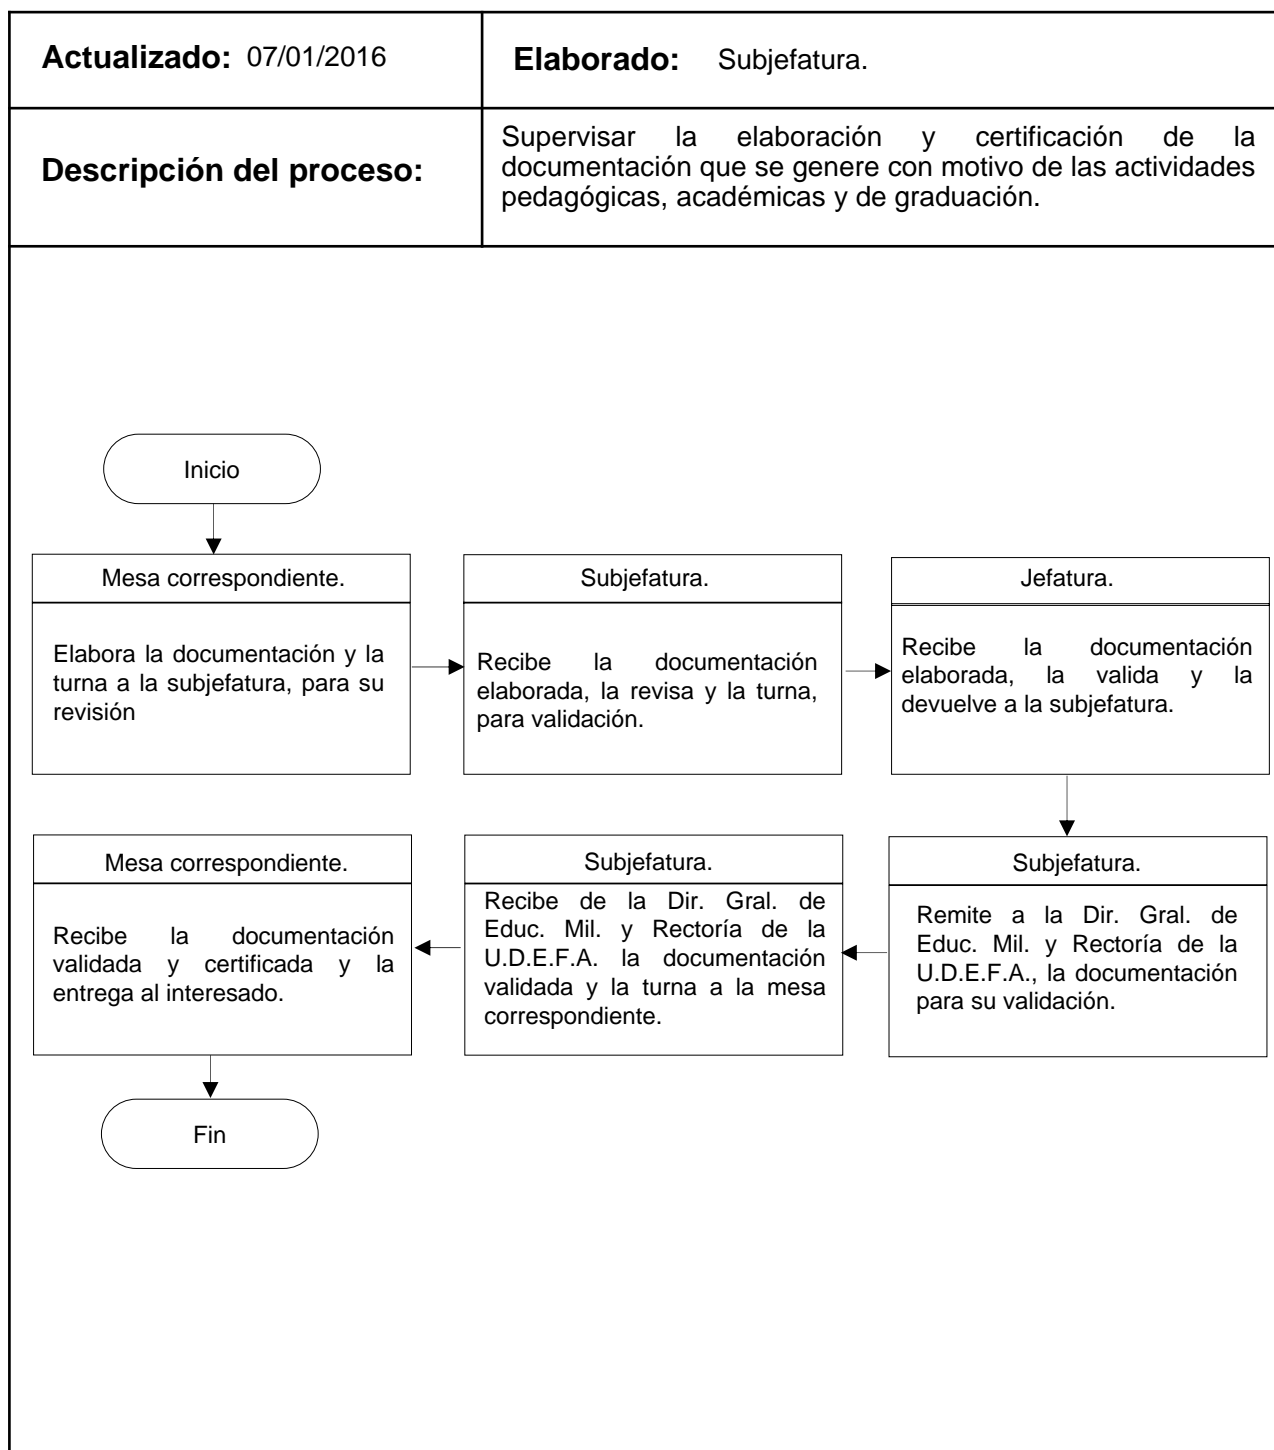 Actualizado: 07/01/2016
Elaborado: Subjefatura.
Descripción del proceso:
Supervisar la elaboración y certificación de la
documentación que se genere con motivo de las actividades
pedagógicas, académicas y de graduación.
Inicio
Mesa correspondiente.
Elabora la documentación y la
turna a la subjefatura, para su
revisión
Subjefatura.
Recibe la documentación
elaborada, la revisa y la turna,
para validación.
Jefatura.
Recibe la documentación
elaborada, la valida y la
devuelve a la subjefatura.
Subjefatura.
Remite a la Dir. Gral. de
Educ. Mil. y Rectoría de la
U.D.E.F.A., la documentación
para su validación.
Subjefatura.
Recibe de la Dir. Gral. de
Educ. Mil. y Rectoría de la
U.D.E.F.A. la documentación
validada y la turna a la mesa
correspondiente.
Mesa correspondiente.
Recibe la documentación
validada y certificada y la
entrega al interesado.
Fin